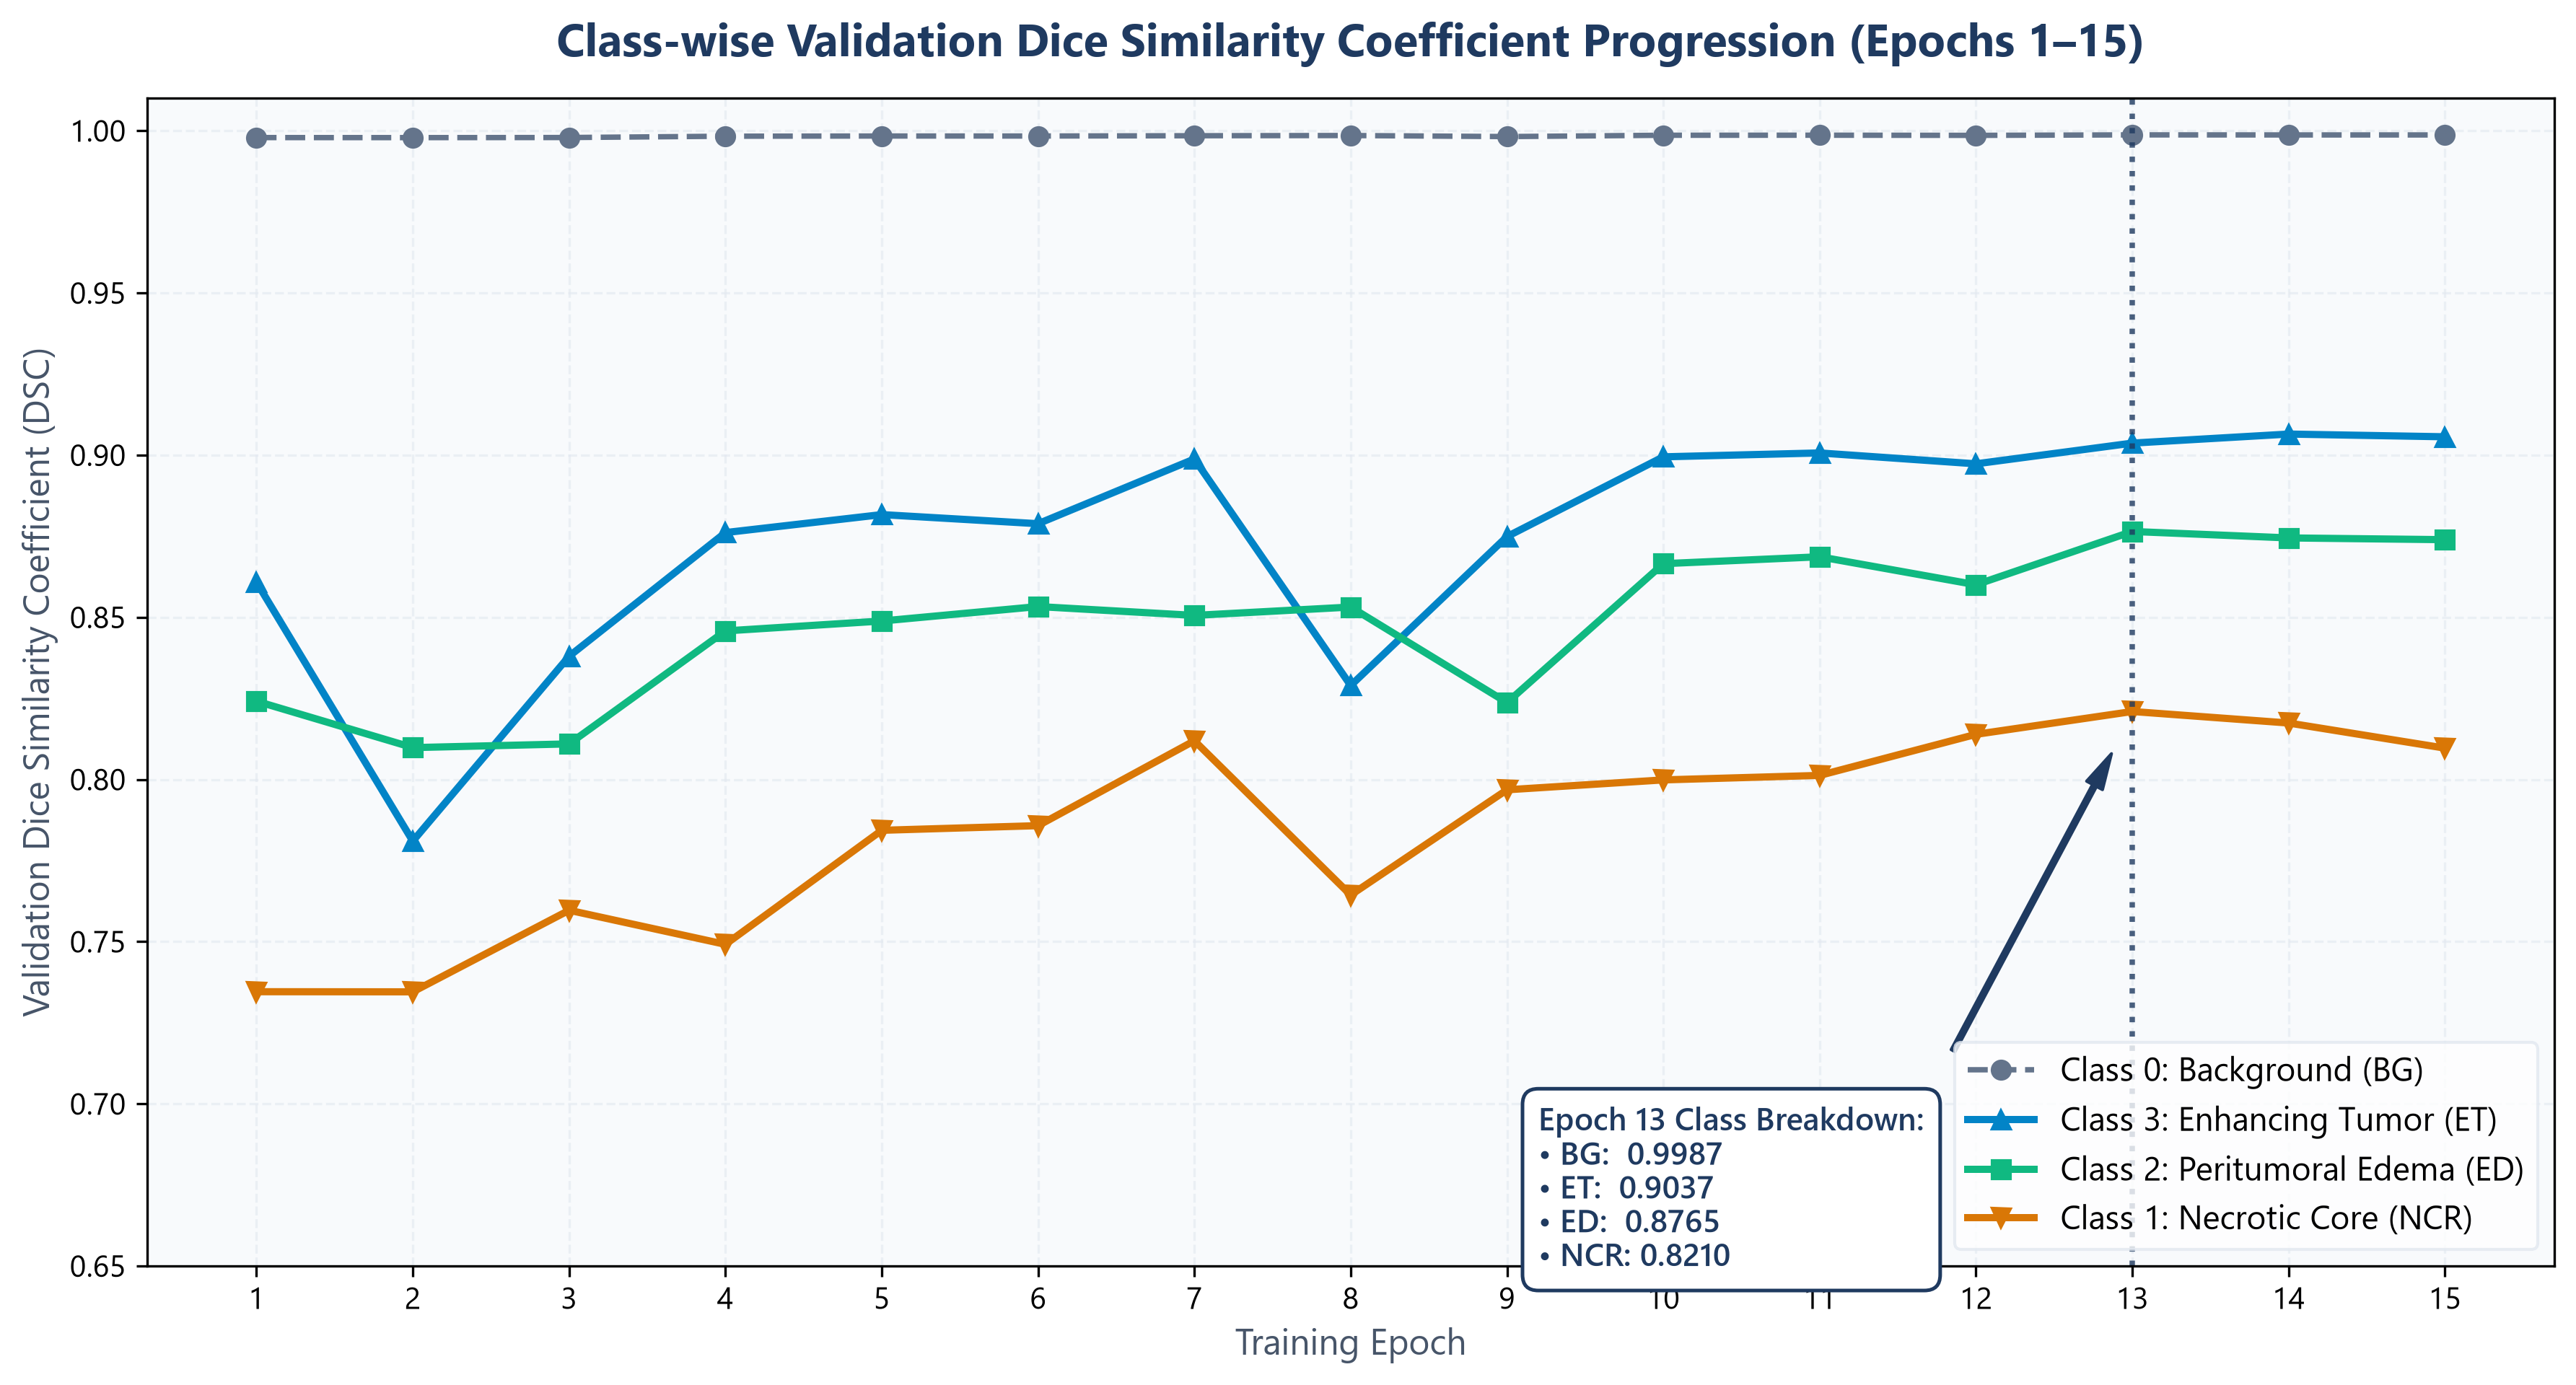 Class-wise Validation Dice Similarity Coefficient Progression (Epochs 1–15)
Validation Dice Similarity Coefficient (DSC)
1.00
0.95
0.90
0.85
0.80
0.75
0.70
0.65
Epoch 13 Class Breakdown:
• BG: 0.9987
• ET: 0.9037
• ED: 0.8765
• NCR: 0.8210
Class 0: Background (BG)
Class 3: Enhancing Tumor (ET)
Class 2: Peritumoral Edema (ED)
Class 1: Necrotic Core (NCR)
1 2 3 4 5 6 7 8 9 10 11 12 13 14 15
Training Epoch